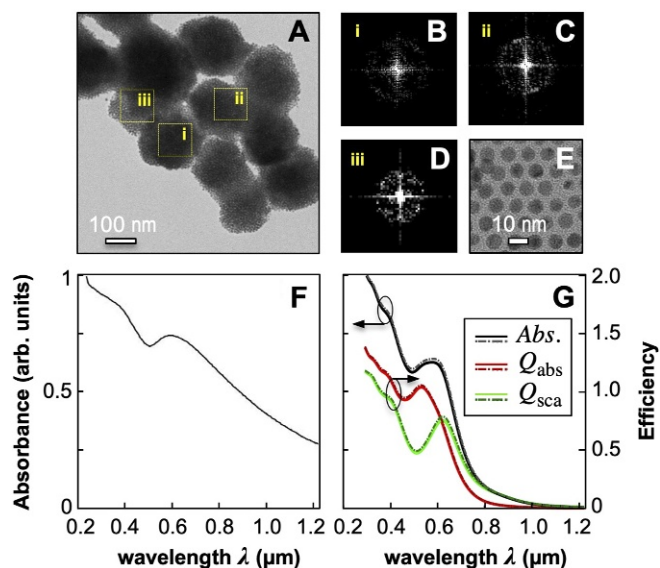 A
i
ii
iii
100 nm
i
B
ii
C
iii
D
E
10 nm
F
Absorbance (arb. units)
1
0.5
0
0.2 0.4 0.6 0.8 1.0 1.2
wavelength λ (μm)
G
Abs.
Qabs
Qsca
2.0
1.5
1.0
0.5
0
Efficiency
0.2 0.4 0.6 0.8 1.0 1.2
wavelength λ (μm)